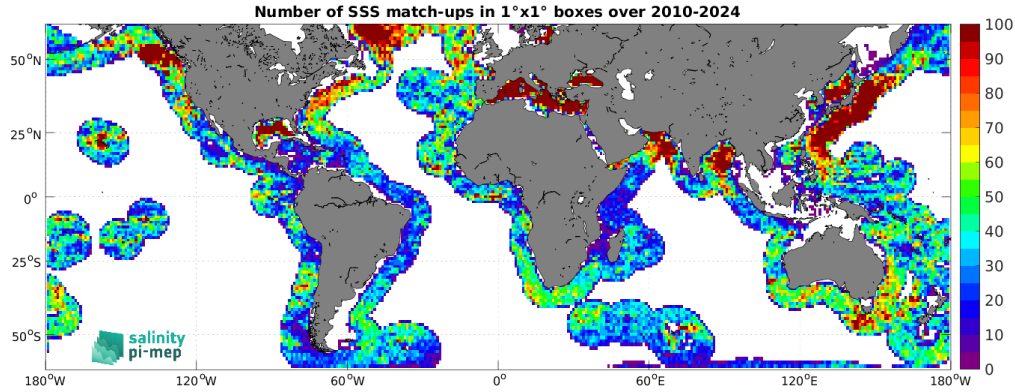 Number of SSS match-ups in 1°x1° boxes over 2010-2024
50°N
25°N
0°
25°S
50°S
180°W
120°W
60°W
0°
60°E
120°E
180°W
100
90
80
70
60
50
40
30
20
10
0
salinity
pi-mep